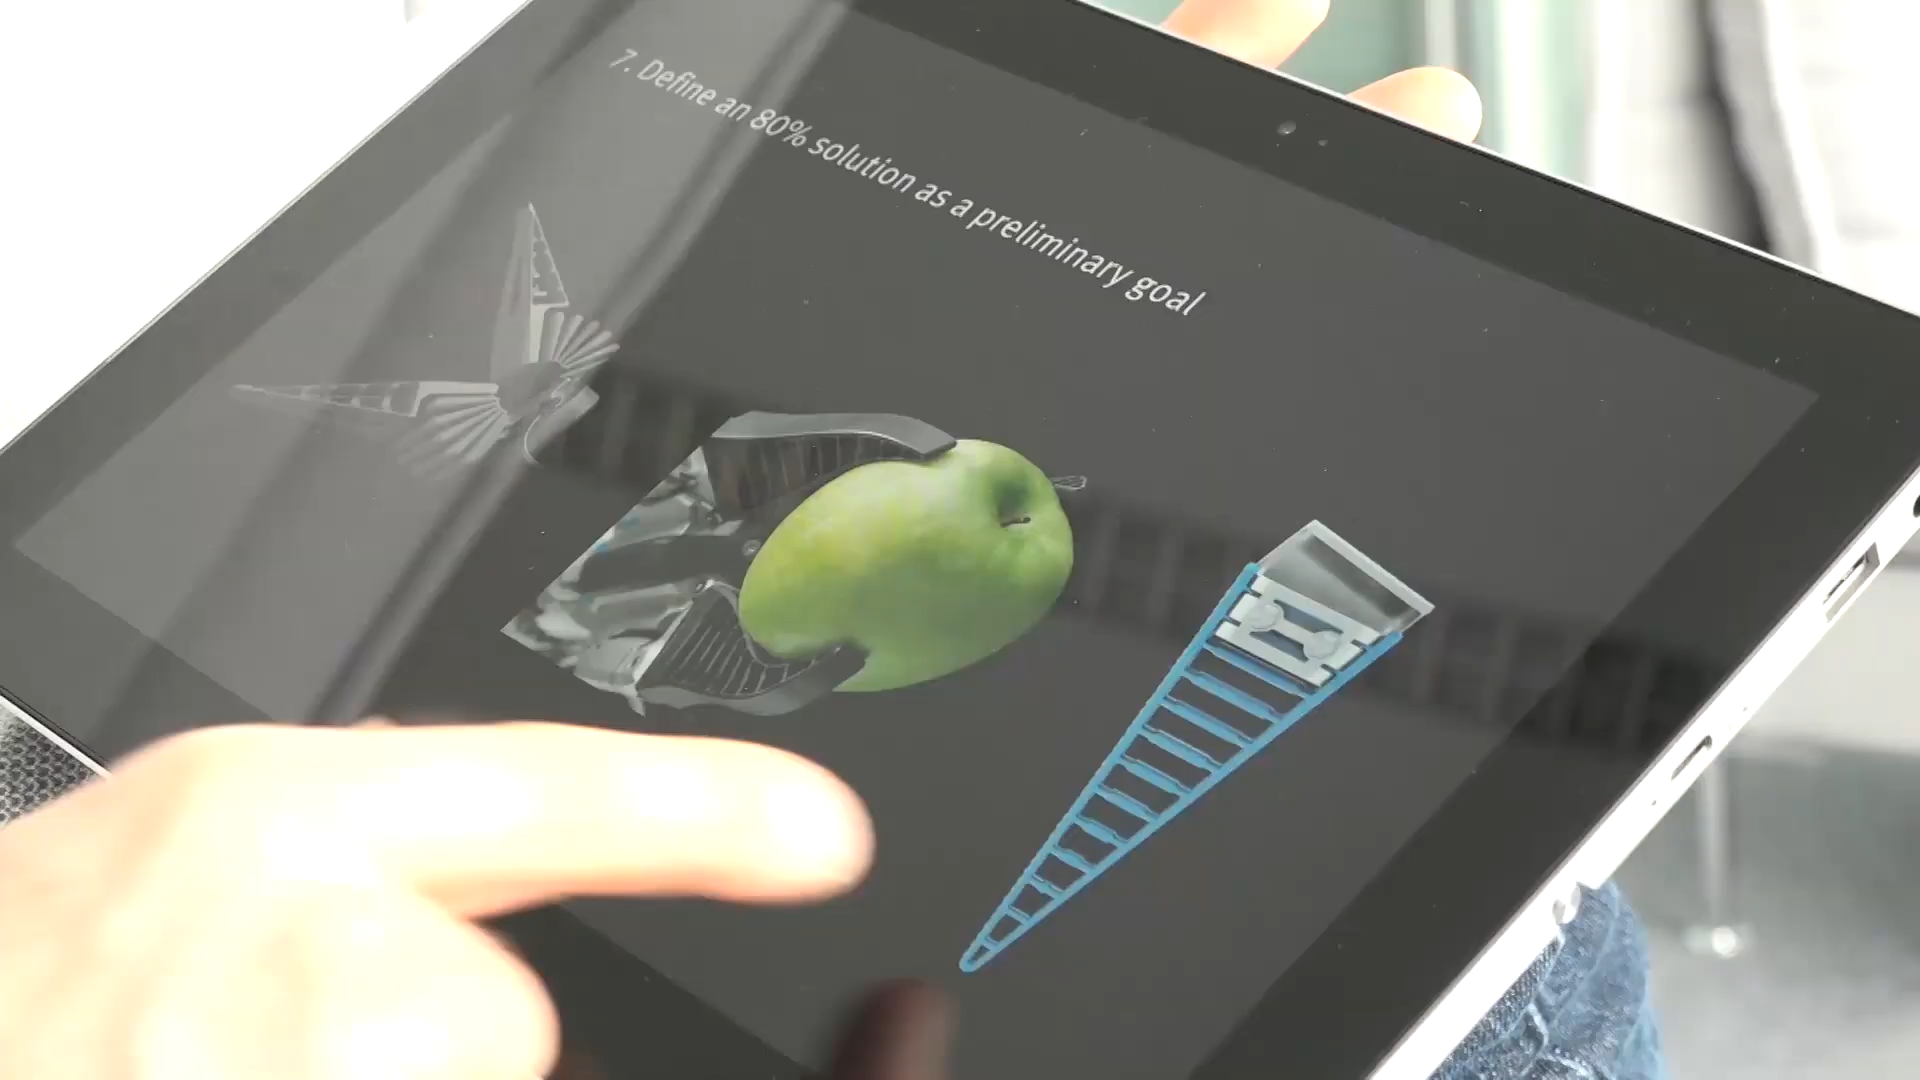 7. Define an 80% solution as a preliminary goal